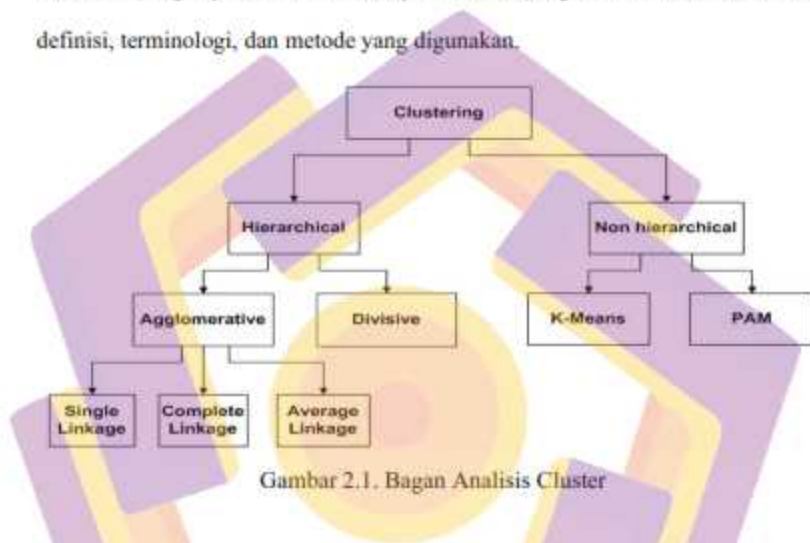 definisi, terminologi, dan metode yang digunakan.
Clustering
Hierarchical
Non hierarchical
Agglomerative
Divisive
K-Means
PAM
Single
Linkage
Complete
Linkage
Average
Linkage
Gambar 2.1. Bagan Analisis Cluster